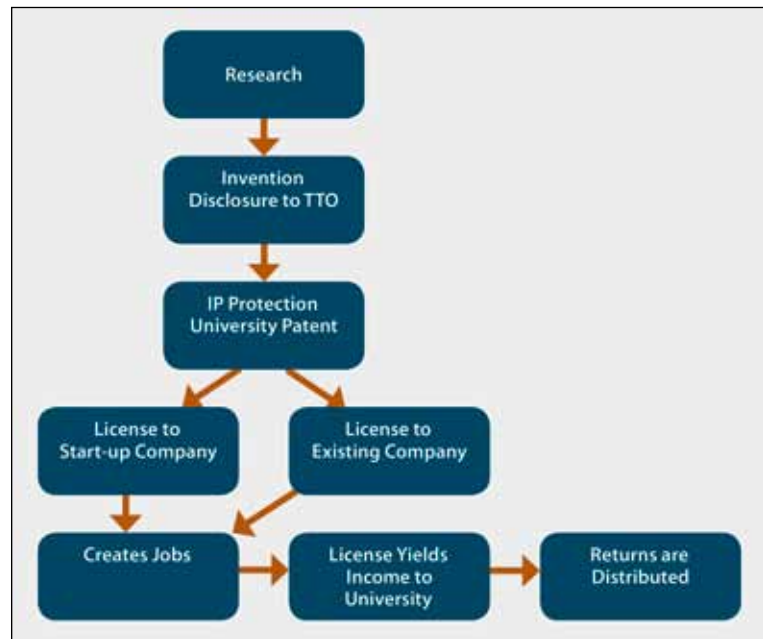 Research
Invention
Disclosure to TTO
IP Protection
University Patent
License to
Start-up Company
License to
Existing Company
Creates Jobs
License Yields
Income to
University
Returns are
Distributed